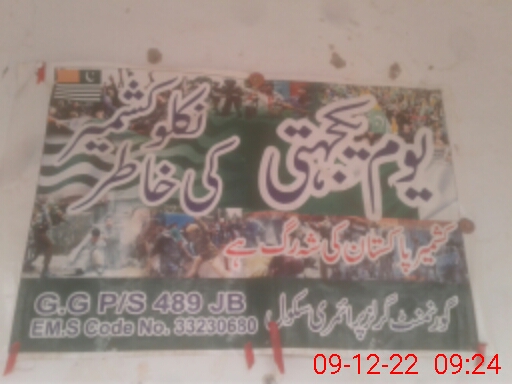 یوم یکجہتی
نکلو کشمیر
کی خاطر
کشمیر پاکستان کی شہ رگ ہے
گورنمنٹ گرلز پرائمری سکول
G.G P/S 489 JB
EM.S Code No. 33230680
09-12-22 09:24